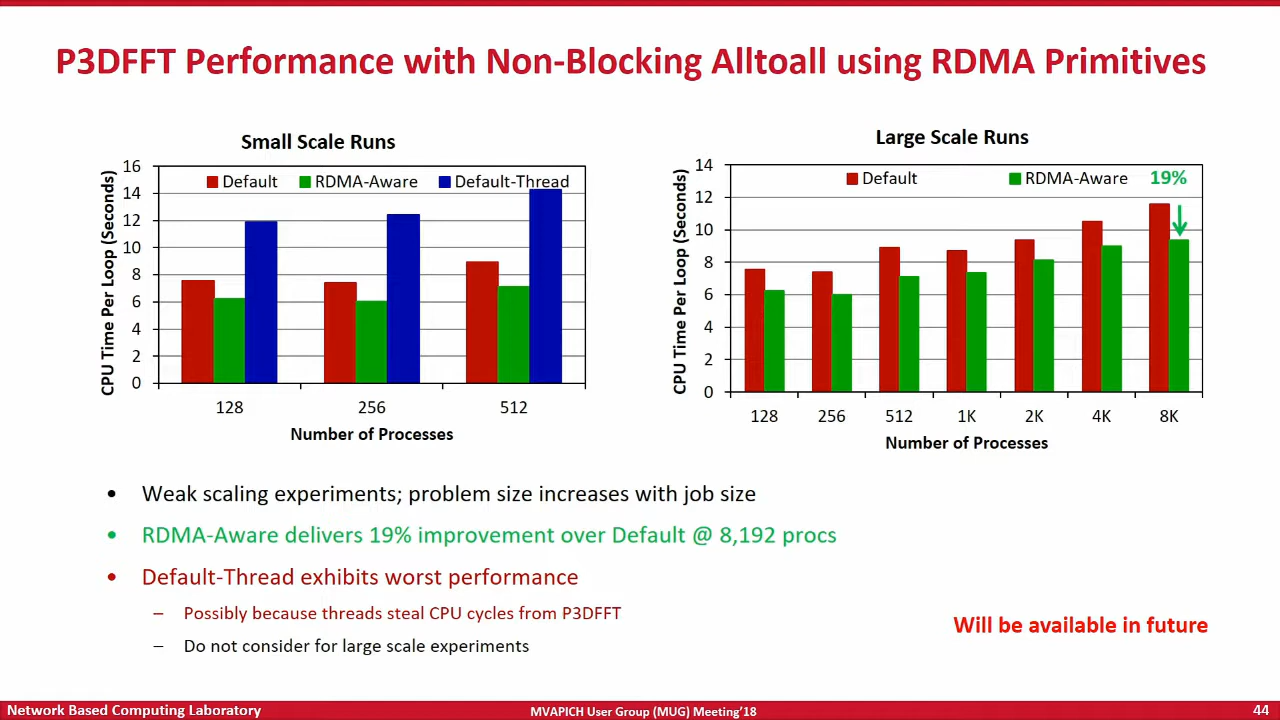 P3DFFT Performance with Non-Blocking Alltoall using RDMA Primitives
Small Scale Runs
CPU Time Per Loop (Seconds)
16
14
12
10
8
6
4
2
0
Default
RDMA-Aware
Default-Thread
128
256
512
Number of Processes
Large Scale Runs
CPU Time Per Loop (Seconds)
14
12
10
8
6
4
2
0
Default
RDMA-Aware
19%
128
256
512
1K
2K
4K
8K
Number of Processes
• Weak scaling experiments; problem size increases with job size
• RDMA-Aware delivers 19% improvement over Default @ 8,192 procs
• Default-Thread exhibits worst performance
– Possibly because threads steal CPU cycles from P3DFFT
– Do not consider for large scale experiments
Will be available in future
Network Based Computing Laboratory
MVAPICH User Group (MUG) Meeting'18
44